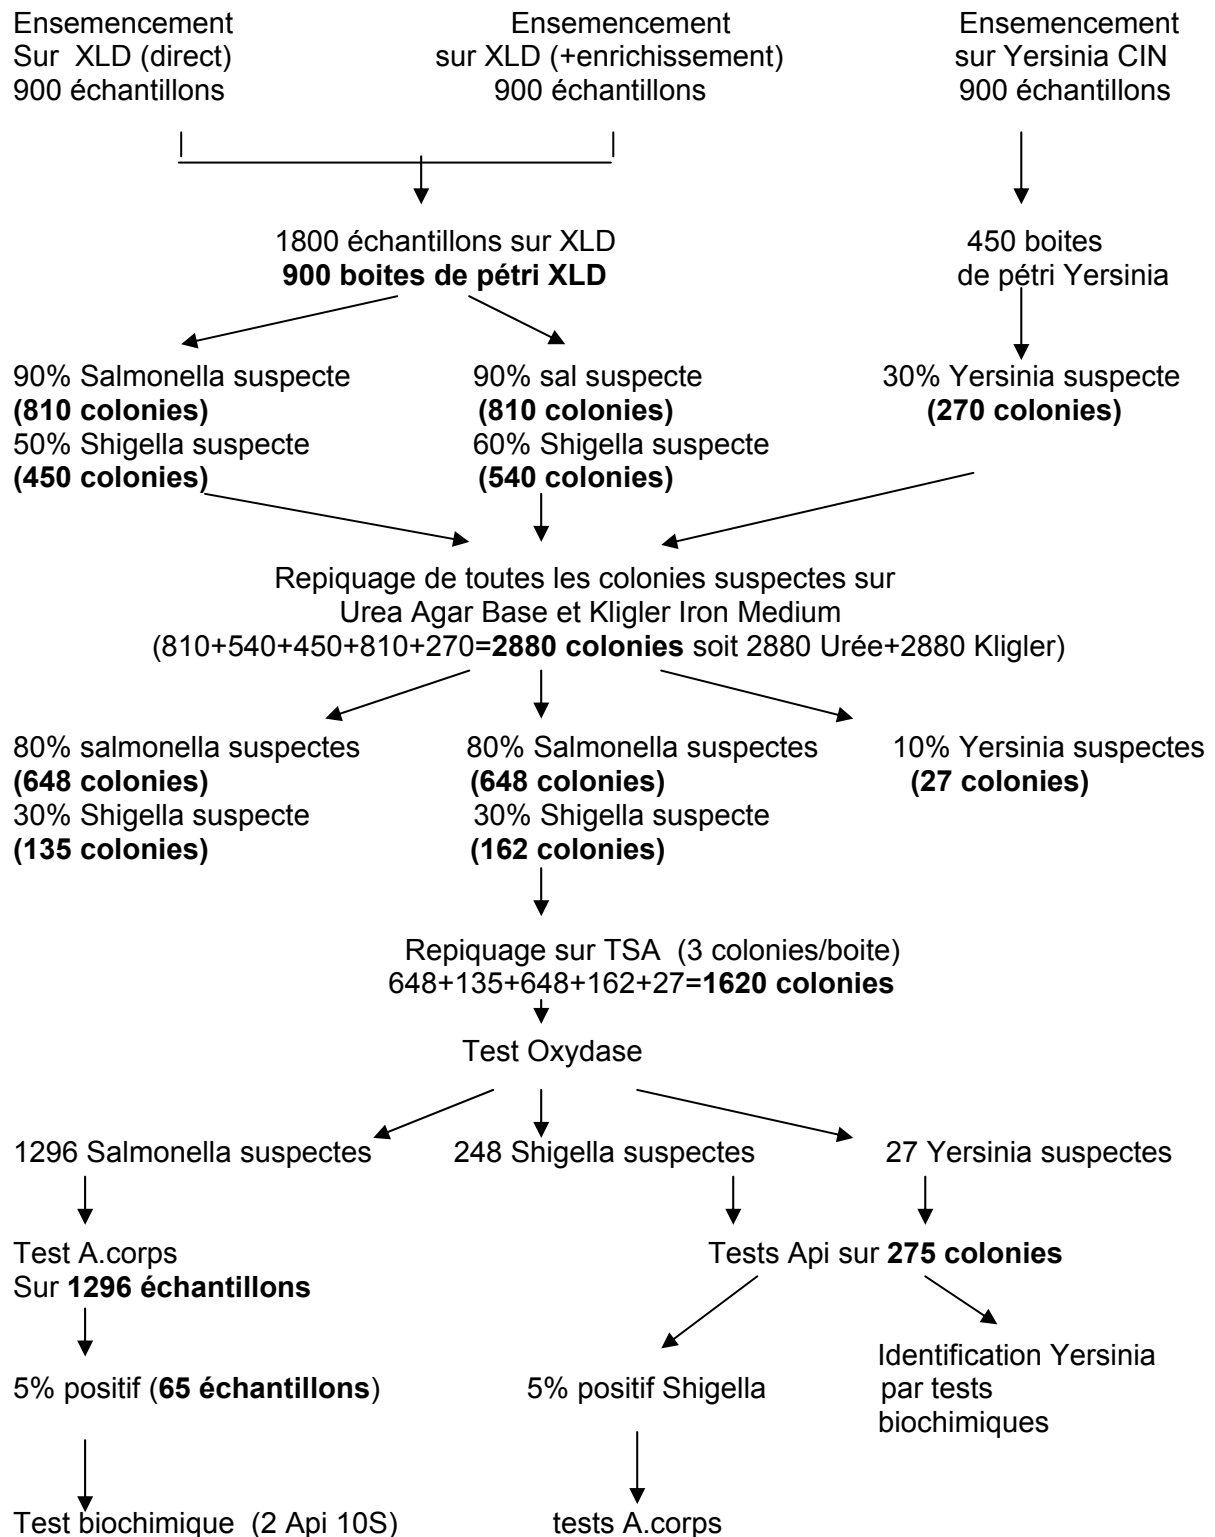 Ensemencement
Sur XLD (direct)
900 échantillons
Ensemencement
sur XLD (+enrichissement)
900 échantillons
Ensemencement
sur Yersinia CIN
900 échantillons
1800 échantillons sur XLD
900 boites de pétri XLD
450 boites
de pétri Yersinia
90% Salmonella suspecte
(810 colonies)
50% Shigella suspecte
(450 colonies)
90% sal suspecte
(810 colonies)
60% Shigella suspecte
(540 colonies)
30% Yersinia suspecte
(270 colonies)
Repiquage de toutes les colonies suspectes sur
Urea Agar Base et Kligler Iron Medium
(810+540+450+810+270=2880 colonies soit 2880 Urée+2880 Kligler)
80% salmonella suspectes
(648 colonies)
30% Shigella suspecte
(135 colonies)
80% Salmonella suspectes
(648 colonies)
30% Shigella suspecte
(162 colonies)
10% Yersinia suspectes
(27 colonies)
Repiquage sur TSA (3 colonies/boite)
648+135+648+162+27=1620 colonies
Test Oxydase
1296 Salmonella suspectes
248 Shigella suspectes
27 Yersinia suspectes
Test A.corps
Sur 1296 échantillons
Tests Api sur 275 colonies
5% positif (65 échantillons)
5% positif Shigella
Identification Yersinia
par tests
biochimiques
Test biochimique (2 Api 10S)
tests A.corps